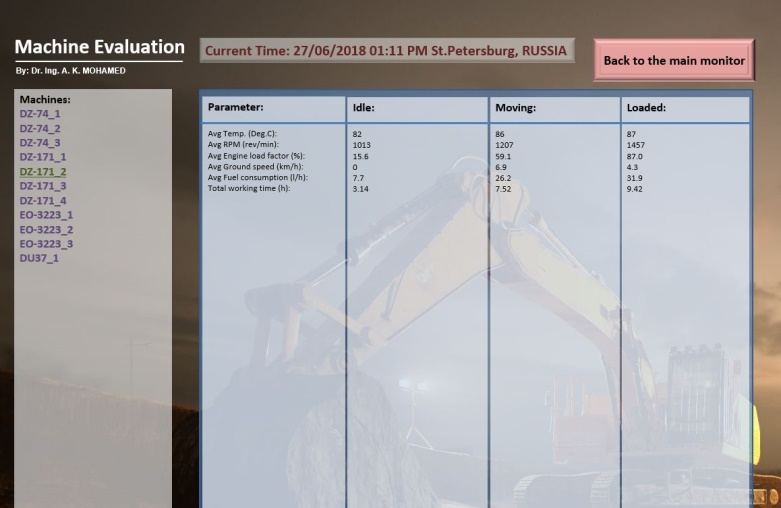 Machine Evaluation
By: Dr. Ing. A. K. MOHAMED
Current Time: 27/06/2018 01:11 PM St.Petersburg, RUSSIA
Back to the main monitor
Machines:
DZ-74_1
DZ-74_2
DZ-74_3
DZ-171_1
DZ-171_2
DZ-171_3
DZ-171_4
EO-3223_1
EO-3223_2
EO-3223_3
DU37_1
Parameter: Idle: Moving: Loaded:
Avg Temp. (Deg.C): 82 86 87
Avg RPM (rev/min): 1013 1207 1457
Avg Engine load factor (%): 15.6 59.1 87.0
Avg Ground speed (km/h): 0 6.9 4.3
Avg Fuel consumption (l/h): 7.7 26.2 31.9
Total working time (h): 3.14 7.52 9.42